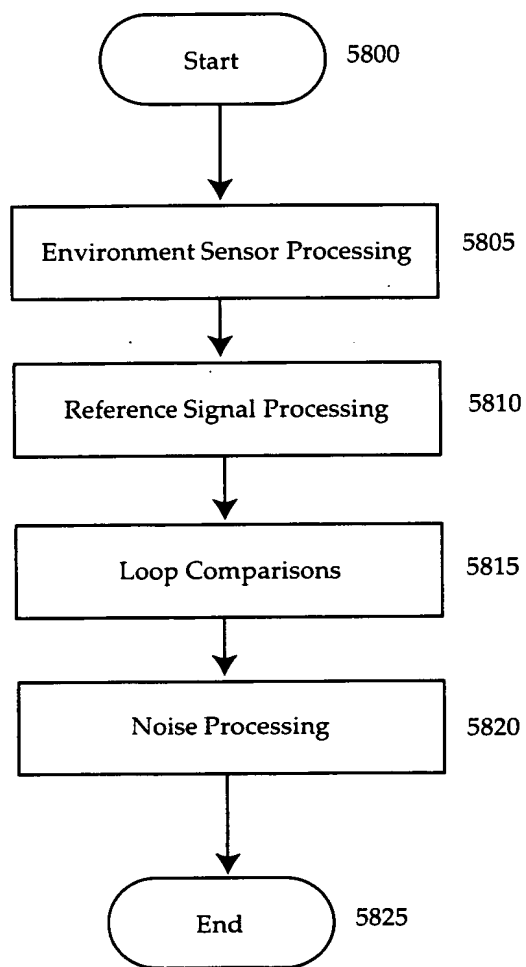 Start 5800
Environment Sensor Processing 5805
Reference Signal Processing 5810
Loop Comparisons 5815
Noise Processing 5820
End 5825